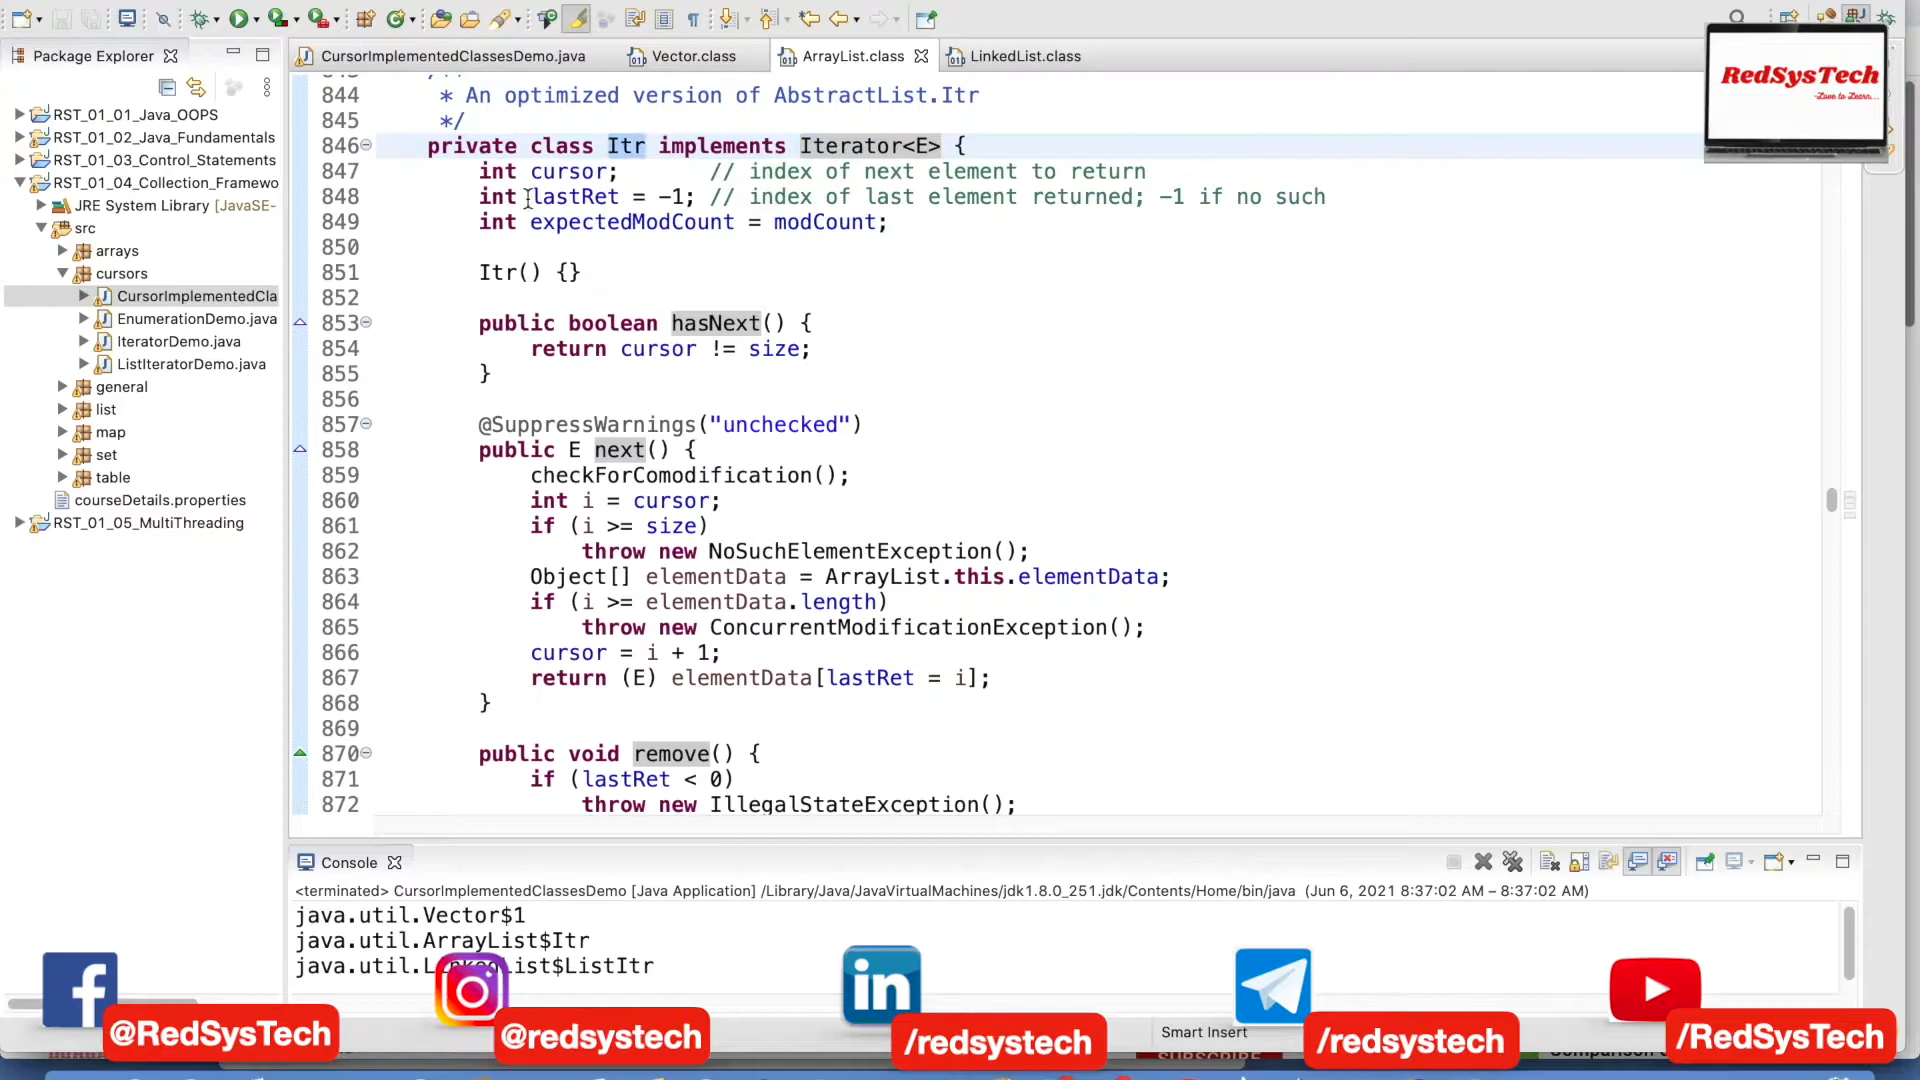 Package Explorer
CursorImplementedClassesDemo.java
Vector.class
ArrayList.class
LinkedList.class
RedSysTech
-Love to Learn...
RST_01_01_Java_OOPS
RST_01_02_Java_Fundamentals
RST_01_03_Control_Statements
RST_01_04_Collection_Framewo
JRE System Library [JavaSE-
src
arrays
cursors
CursorImplementedCla
EnumerationDemo.java
IteratorDemo.java
ListIteratorDemo.java
general
list
map
set
table
courseDetails.properties
RST_01_05_MultiThreading
844 * An optimized version of AbstractList.Itr
845 */
846 private class Itr implements Iterator<E> {
847 int cursor; // index of next element to return
848 int lastRet = -1; // index of last element returned; -1 if no such
849 int expectedModCount = modCount;
850
851 Itr() {}
852
853 public boolean hasNext() {
854 return cursor != size;
855 }
856
857 @SuppressWarnings("unchecked")
858 public E next() {
859 checkForComodification();
860 int i = cursor;
861 if (i >= size)
862 throw new NoSuchElementException();
863 Object[] elementData = ArrayList.this.elementData;
864 if (i >= elementData.length)
865 throw new ConcurrentModificationException();
866 cursor = i + 1;
867 return (E) elementData[lastRet = i];
868 }
869
870 public void remove() {
871 if (lastRet < 0)
872 throw new IllegalStateException();
Console
<terminated> CursorImplementedClassesDemo [Java Application] /Library/Java/JavaVirtualMachines/jdk1.8.0_251.jdk/Contents/Home/bin/java (Jun 6, 2021 8:37:02 AM – 8:37:02 AM)
java.util.Vector$1
java.util.ArrayList$Itr
java.util.LinkedList$ListItr
Smart Insert
@RedSysTech
@redsystech
in
/redsystech
/redsystech
/RedSysTech